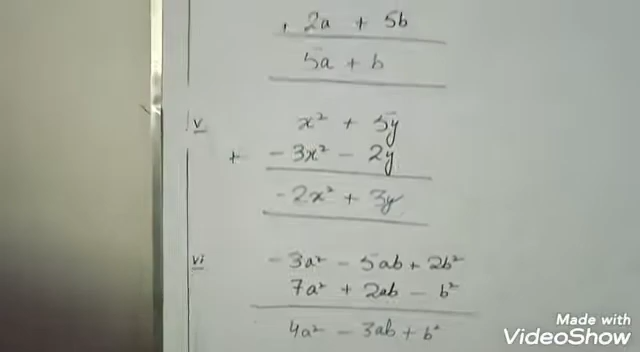 + 2a + 5b
5a + b
v x² + 5y
+ - 3x² - 2y
- 2x² + 3y
vi - 3a² - 5ab + 2b²
7a² + 2ab - b²
4a² - 3ab + b²
Made with
VideoShow